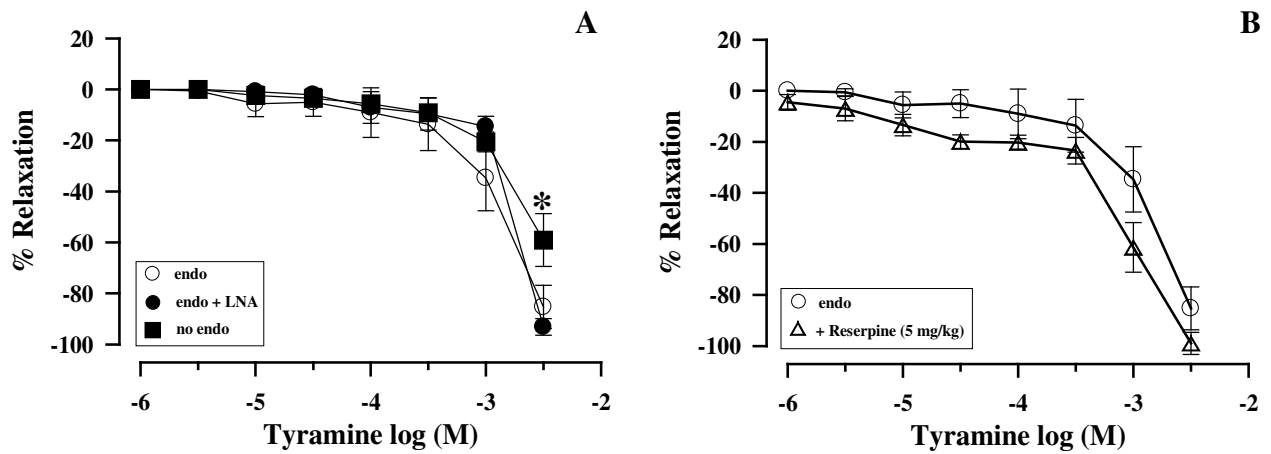 A
20
0
-20
-40
-60
-80
-100
% Relaxation
*
endo
endo + LNA
no endo
-6
-5
-4
-3
-2
Tyramine log (M)
B
20
0
-20
-40
-60
-80
-100
% Relaxation
endo
+ Reserpine (5 mg/kg)
-6
-5
-4
-3
-2
Tyramine log (M)